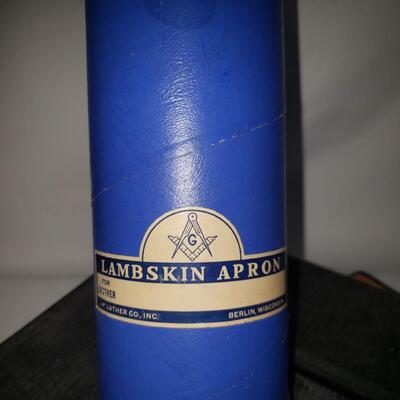 G
LAMBSKIN APRON
FOR
BROTHER
J.P. LUTHER CO., INC. BERLIN, WISCONSIN